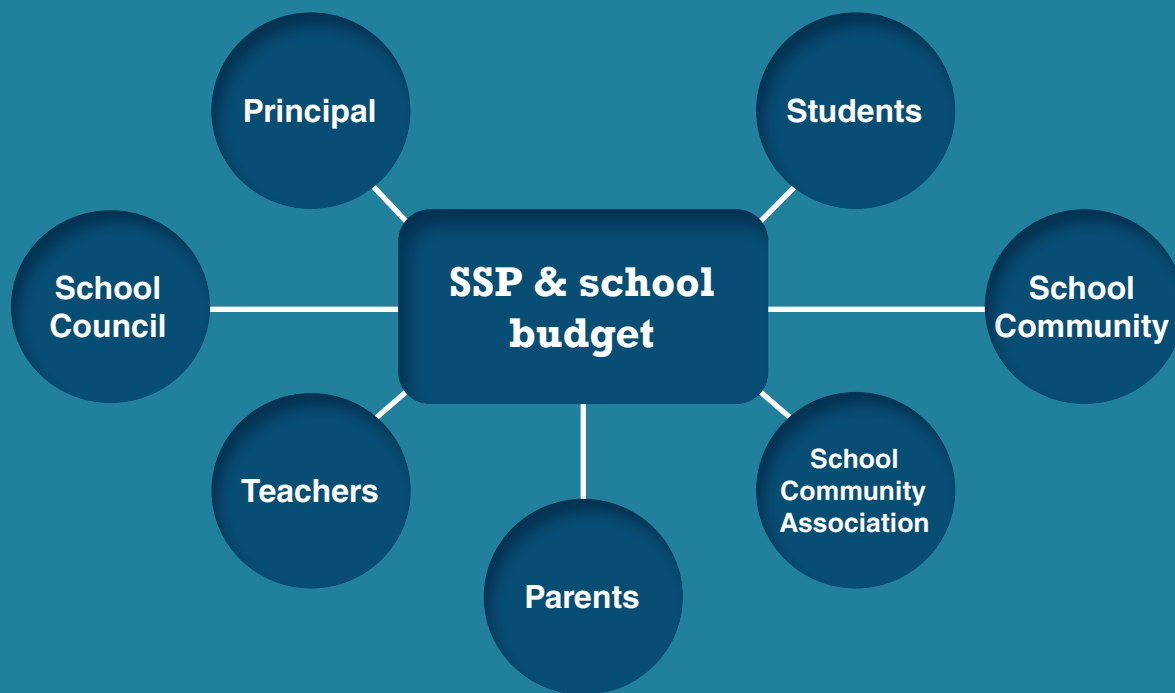 Principal
Students
School
Council
SSP & school
budget
School
Community
Teachers
School
Community
Association
Parents